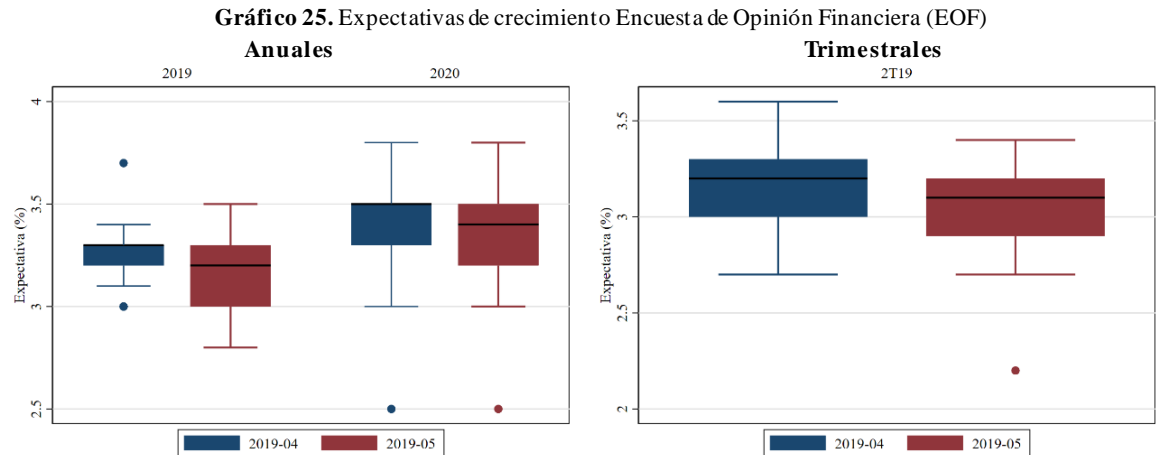 Gráfico 25. Expectativas de crecimiento Encuesta de Opinión Financiera (EOF)
Anuales
2019 2020
Expectativa (%)
4
3.5
3
2.5
2019-04 2019-05
Trimestrales
2T19
Expectativa (%)
3.5
3
2.5
2
2019-04 2019-05